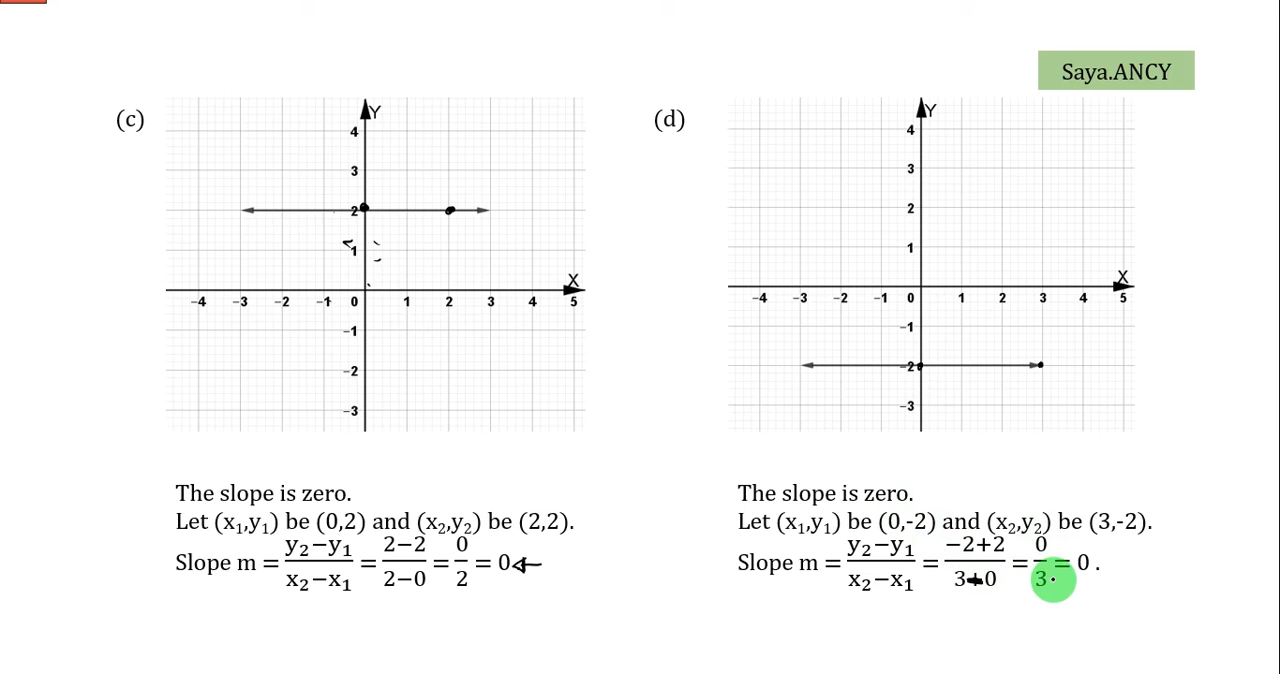 Saya.ANCY
(c)
Y
4
3
2
1
X
-4 -3 -2 -1 0 1 2 3 4 5
-1
-2
-3
The slope is zero.
Let (x₁,y₁) be (0,2) and (x₂,y₂) be (2,2).
Slope m = y₂−y₁/x₂−x₁ = 2−2/2−0 = 0/2 = 0
(d)
Y
4
3
2
1
X
-4 -3 -2 -1 0 1 2 3 4 5
-1
-2
-3
The slope is zero.
Let (x₁,y₁) be (0,-2) and (x₂,y₂) be (3,-2).
Slope m = y₂−y₁/x₂−x₁ = −2+2/3−0 = 0/3 = 0 .